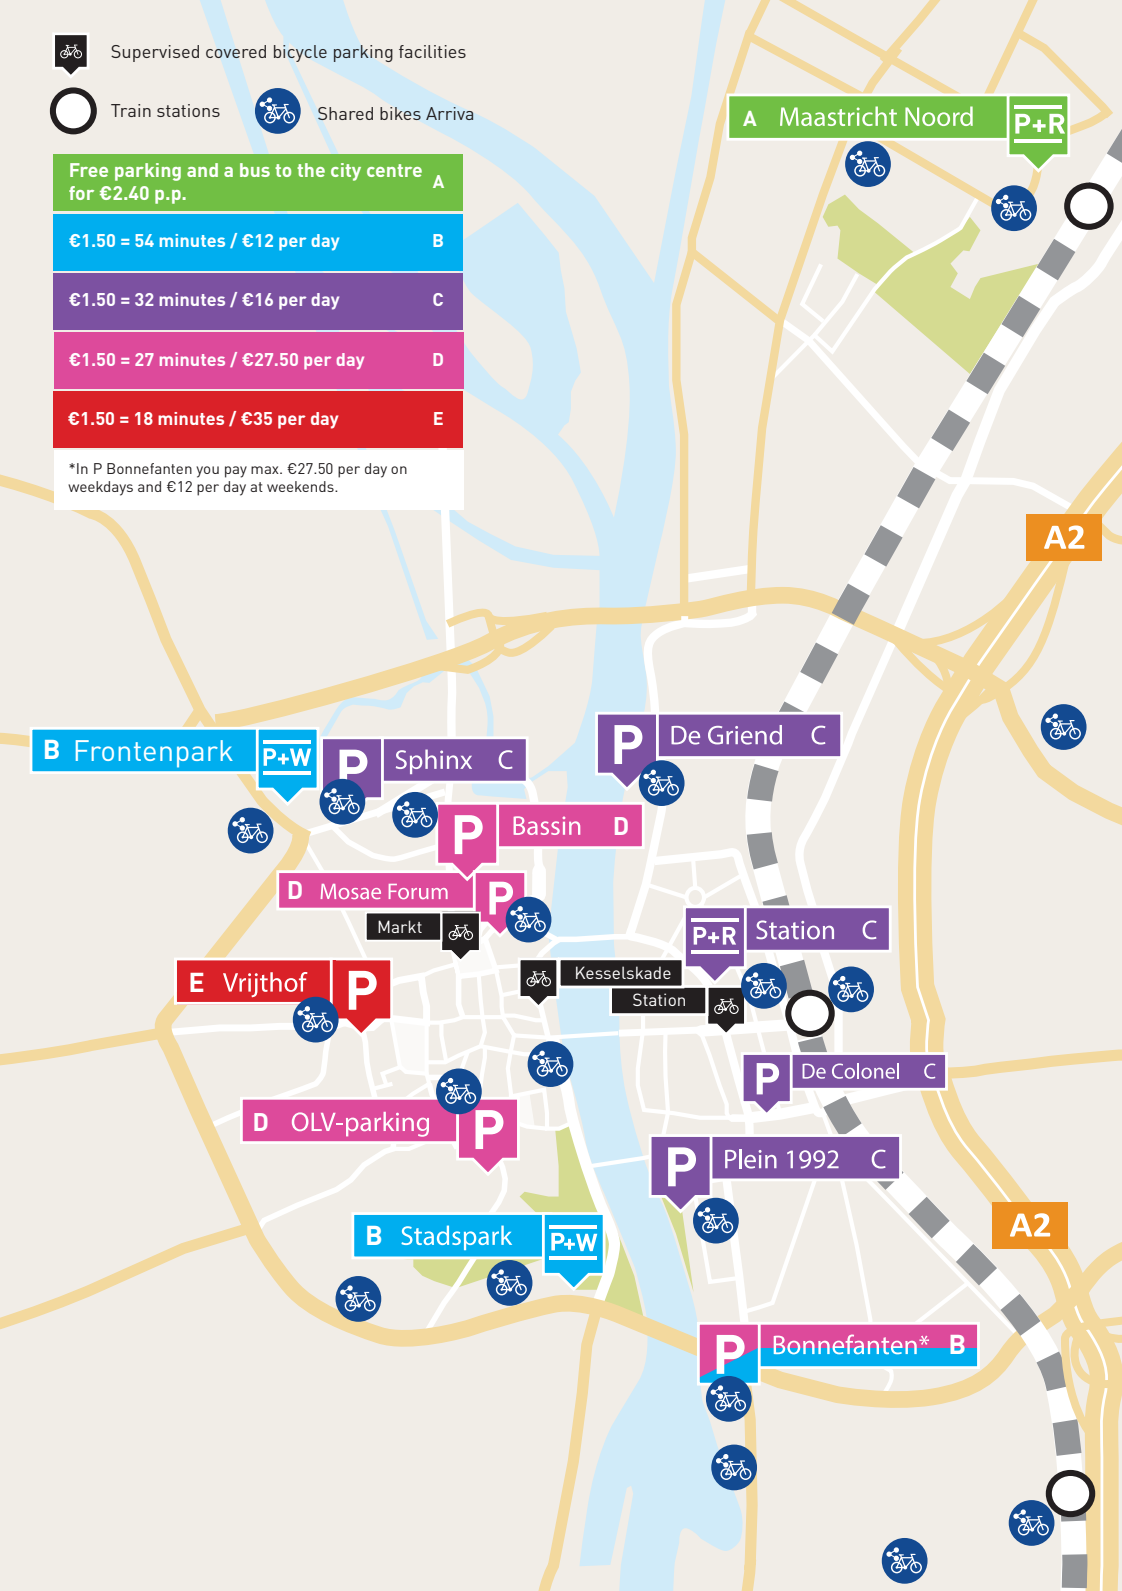 Supervised covered bicycle parking facilities
Train stations
Shared bikes Arriva
Free parking and a bus to the city centre
for €2.40 p.p.
A
€1.50 = 54 minutes / €12 per day B
€1.50 = 32 minutes / €16 per day C
€1.50 = 27 minutes / €27.50 per day D
€1.50 = 18 minutes / €35 per day E
*In P Bonnefanten you pay max. €27.50 per day on
weekdays and €12 per day at weekends.
A Maastricht Noord P+R
A2
P De Griend C
B Frontenpark P+W
P Sphinx C
P Bassin D
D Mosae Forum P
Markt
P+R Station C
E Vrijthof P
Kesselskade
Station
P De Colonel C
D OLV-parking P
P Plein 1992 C
A2
B Stadspark P+W
P Bonnefanten* B